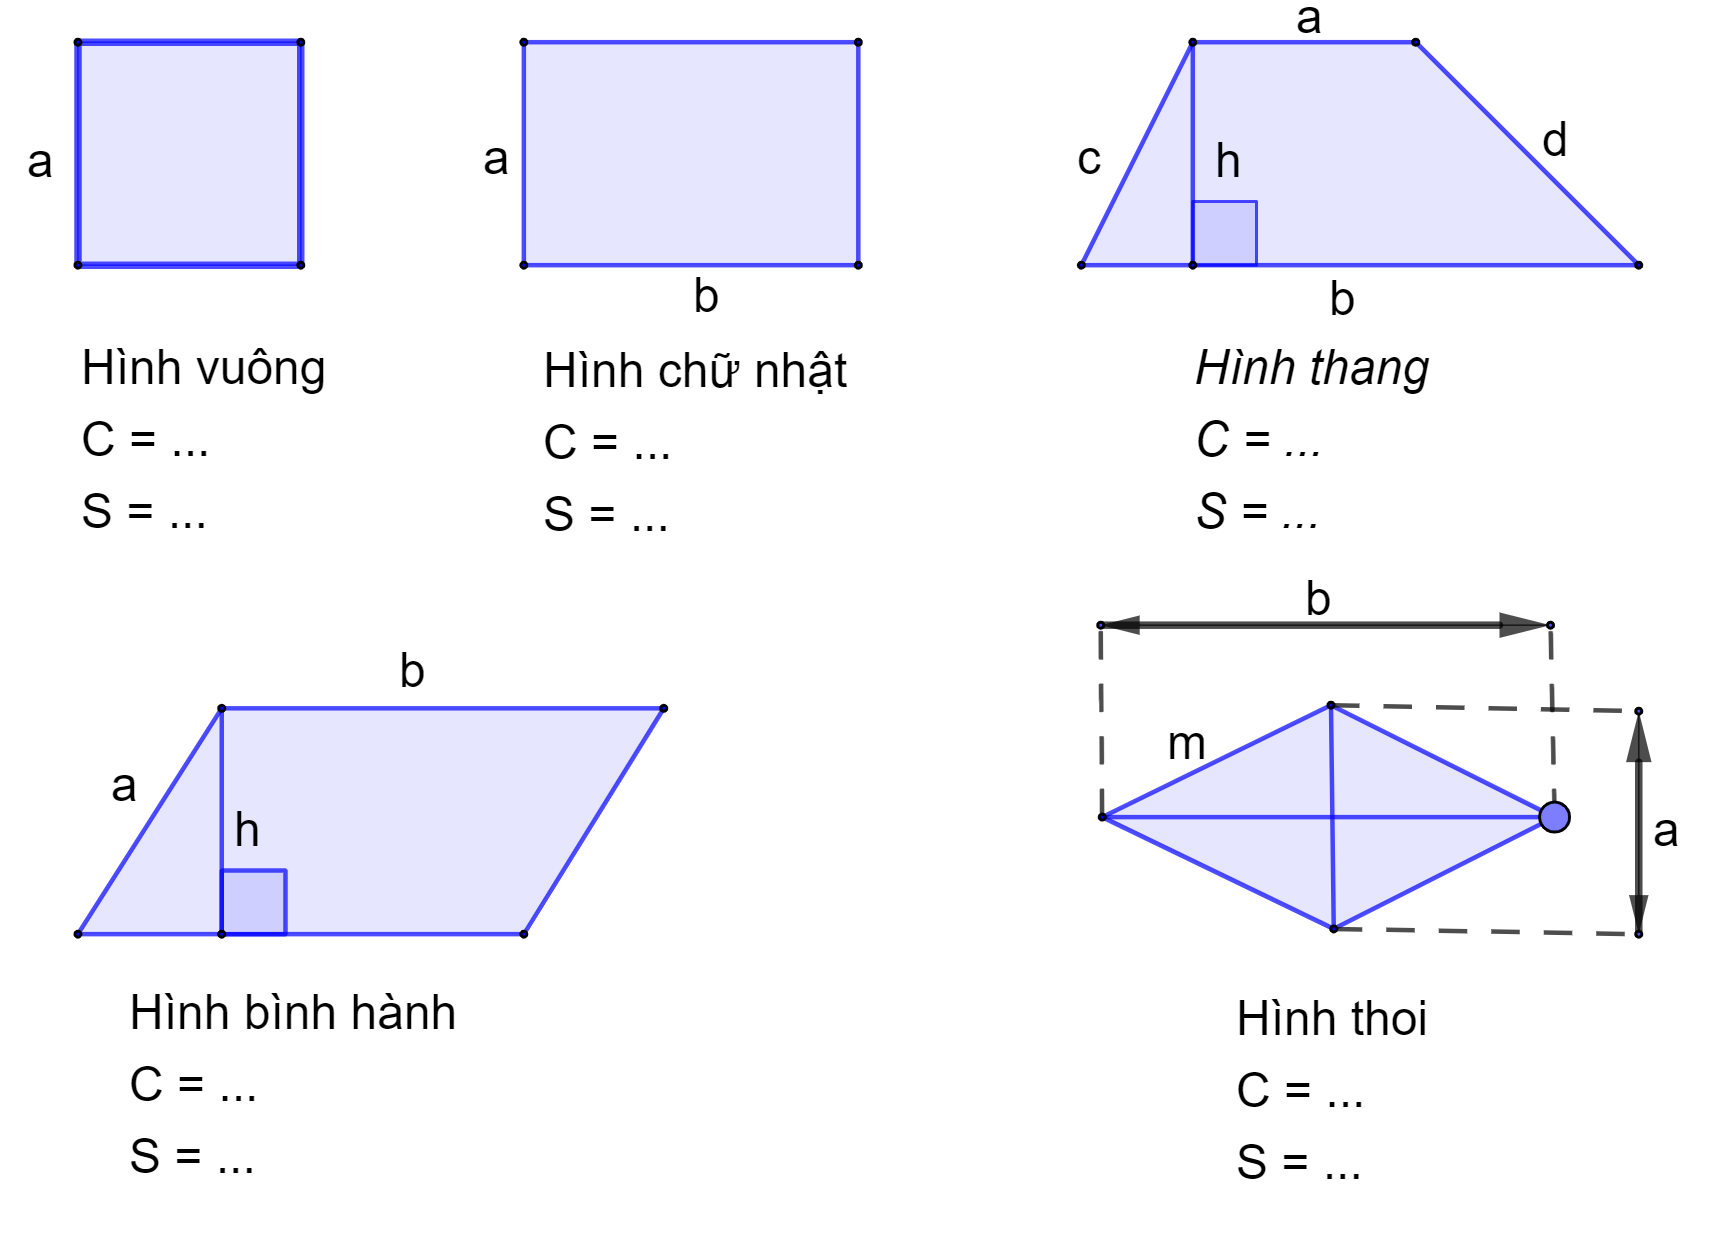 a
a
b
a
c
h
d
b
Hình vuông
C = ...
S = ...
Hình chữ nhật
C = ...
S = ...
Hình thang
C = ...
S = ...
b
a
h
Hình bình hành
C = ...
S = ...
b
m
a
Hình thoi
C = ...
S = ...